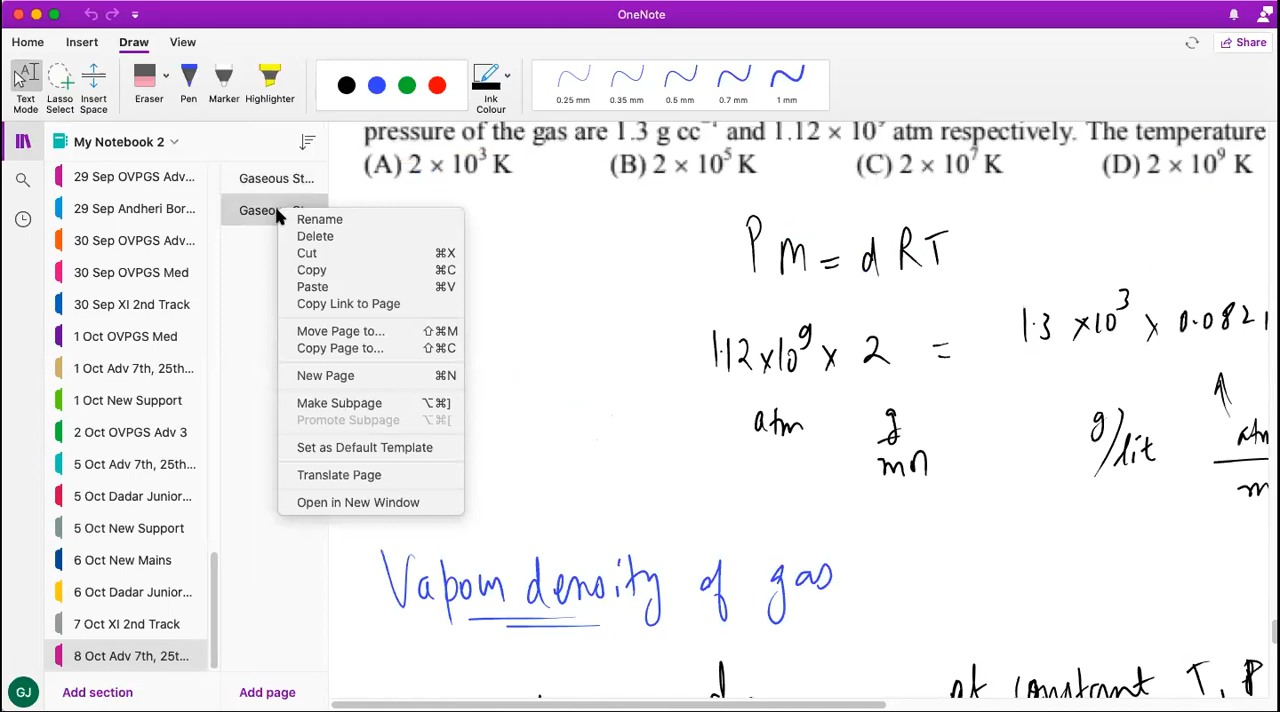 OneNote
Home Insert Draw View
Share
Text Mode
Lasso Select
Insert Space
Eraser
Pen
Marker
Highlighter
Ink Colour
0.25 mm 0.35 mm 0.5 mm 0.7 mm 1 mm
My Notebook 2
29 Sep OVPGS Adv...
29 Sep Andheri Bor...
30 Sep OVPGS Adv...
30 Sep OVPGS Med
30 Sep XI 2nd Track
1 Oct OVPGS Med
1 Oct Adv 7th, 25th...
1 Oct New Support
2 Oct OVPGS Adv 3
5 Oct Adv 7th, 25th...
5 Oct Dadar Junior...
5 Oct New Support
6 Oct New Mains
6 Oct Dadar Junior...
7 Oct XI 2nd Track
8 Oct Adv 7th, 25t...
Add section
Gaseous St...
Add page
Rename
Delete
Cut ⌘X
Copy ⌘C
Paste ⌘V
Copy Link to Page
Move Page to... ⇧⌘M
Copy Page to... ⇧⌘C
New Page ⌘N
Make Subpage ⌥⌘]
Promote Subpage ⌥⌘[
Set as Default Template
Translate Page
Open in New Window
pressure of the gas are 1.3 g cc⁻¹ and 1.12 × 10⁹ atm respectively. The temperature
(A) 2 × 10³ K (B) 2 × 10⁵ K (C) 2 × 10⁷ K (D) 2 × 10⁹ K
PM = dRT
1.12 × 10⁹ × 2 = 1.3 × 10³ × 0.0821
atm g/mol g/lit atm
Vapour density of gas
d at constant T, P
GJ